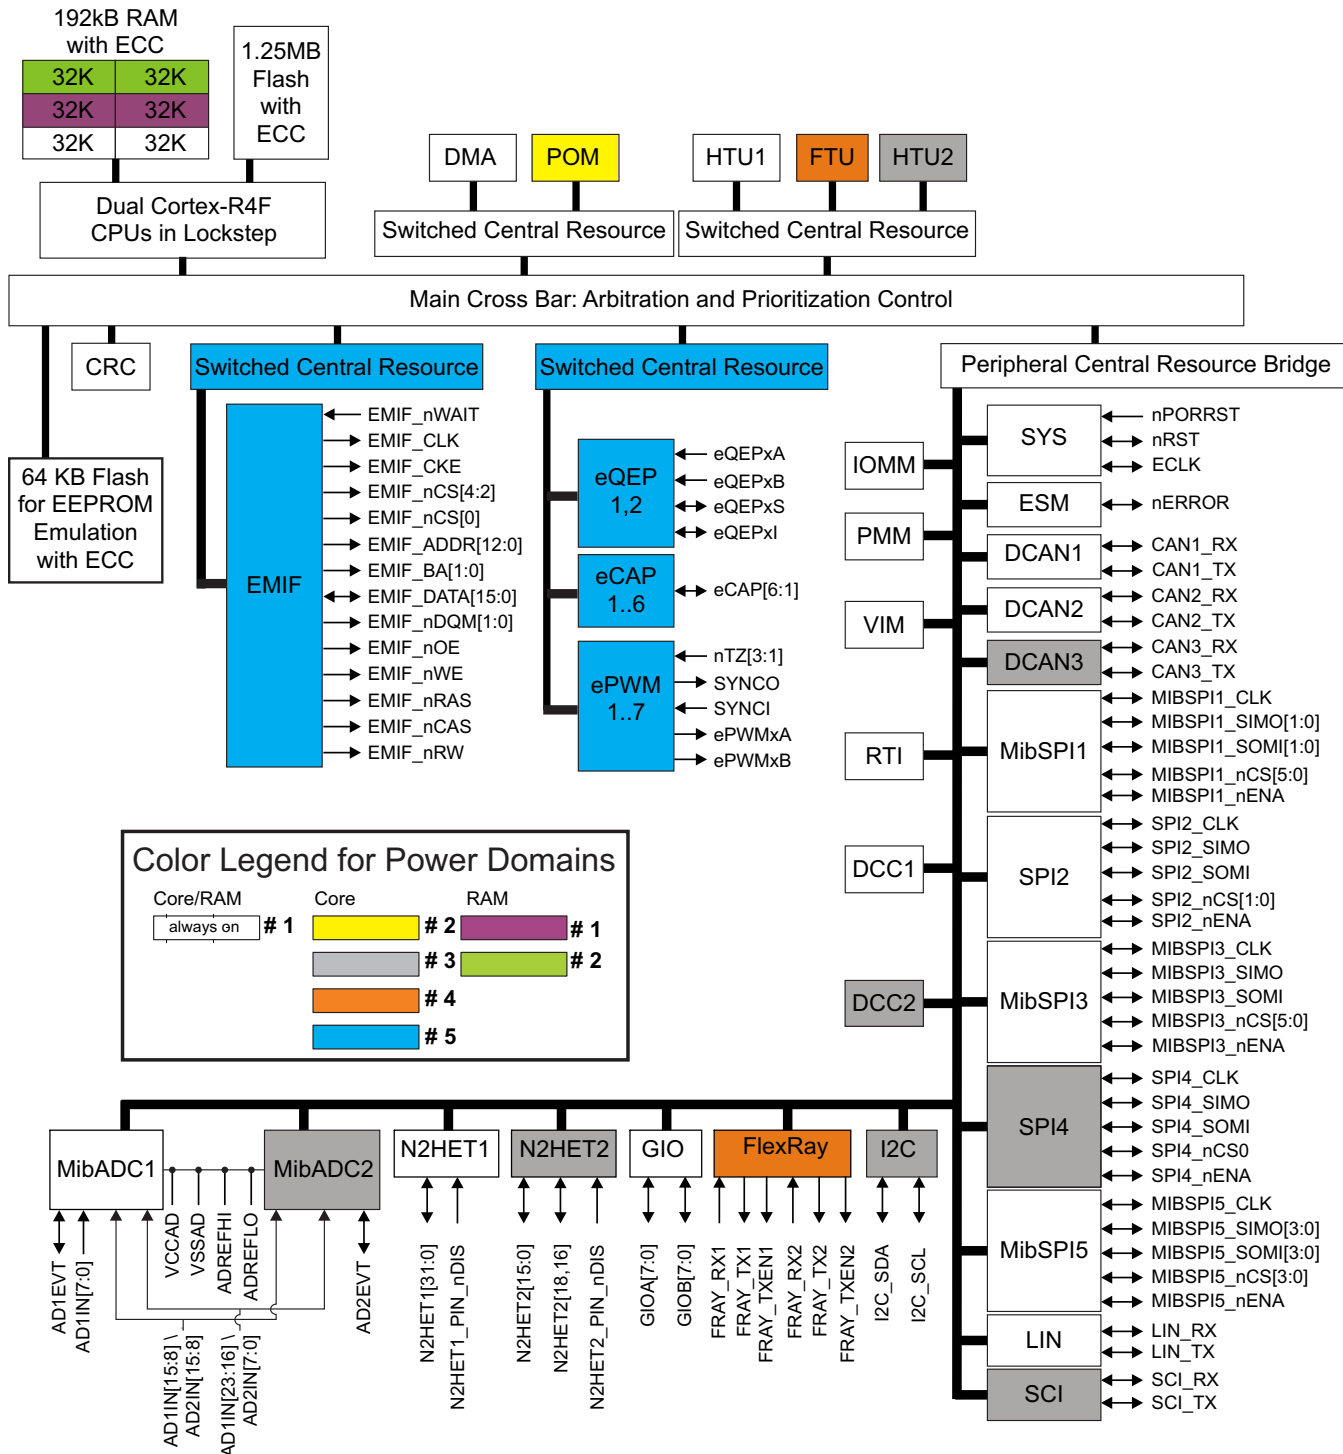 192kB RAM
with ECC
32K 32K
32K 32K
32K 32K
1.25MB
Flash
with
ECC
Dual Cortex-R4F
CPUs in Lockstep
DMA
POM
HTU1
FTU
HTU2
Switched Central Resource
Switched Central Resource
Main Cross Bar: Arbitration and Prioritization Control
CRC
Switched Central Resource
Switched Central Resource
Peripheral Central Resource Bridge
64 KB Flash
for EEPROM
Emulation
with ECC
EMIF
EMIF_nWAIT
EMIF_CLK
EMIF_CKE
EMIF_nCS[4:2]
EMIF_nCS[0]
EMIF_ADDR[12:0]
EMIF_BA[1:0]
EMIF_DATA[15:0]
EMIF_nDQM[1:0]
EMIF_nOE
EMIF_nWE
EMIF_nRAS
EMIF_nCAS
EMIF_nRW
eQEP
1,2
eQEPxA
eQEPxB
eQEPxS
eQEPxI
eCAP
1..6
eCAP[6:1]
ePWM
1..7
nTZ[3:1]
SYNCO
SYNCI
ePWMxA
ePWMxB
IOMM
PMM
VIM
RTI
DCC1
DCC2
SYS
nPORRST
nRST
ECLK
ESM
nERROR
DCAN1
CAN1_RX
CAN1_TX
DCAN2
CAN2_RX
CAN2_TX
DCAN3
CAN3_RX
CAN3_TX
MibSPI1
MIBSPI1_CLK
MIBSPI1_SIMO[1:0]
MIBSPI1_SOMI[1:0]
MIBSPI1_nCS[5:0]
MIBSPI1_nENA
SPI2
SPI2_CLK
SPI2_SIMO
SPI2_SOMI
SPI2_nCS[1:0]
SPI2_nENA
MibSPI3
MIBSPI3_CLK
MIBSPI3_SIMO
MIBSPI3_SOMI
MIBSPI3_nCS[5:0]
MIBSPI3_nENA
SPI4
SPI4_CLK
SPI4_SIMO
SPI4_SOMI
SPI4_nCS0
SPI4_nENA
MibSPI5
MIBSPI5_CLK
MIBSPI5_SIMO[3:0]
MIBSPI5_SOMI[3:0]
MIBSPI5_nCS[3:0]
MIBSPI5_nENA
LIN
LIN_RX
LIN_TX
SCI
SCI_RX
SCI_TX
Color Legend for Power Domains
Core/RAM Core RAM
always on # 1 # 2 # 1
# 3 # 2
# 4
# 5
MibADC1
MibADC2
N2HET1
N2HET2
GIO
FlexRay
I2C
AD1EVT
AD1IN[7:0]
VCCAD
VSSAD
ADREFHI
ADREFLO
AD2EVT
AD1IN[15:8] \
AD2IN[15:8]
AD1IN[23:16] \
AD2IN[7:0]
N2HET1[31:0]
N2HET1_PIN_nDIS
N2HET2[15:0]
N2HET2[18,16]
N2HET2_PIN_nDIS
GIOA[7:0]
GIOB[7:0]
FRAY_RX1
FRAY_TX1
FRAY_TXEN1
FRAY_RX2
FRAY_TX2
FRAY_TXEN2
I2C_SDA
I2C_SCL